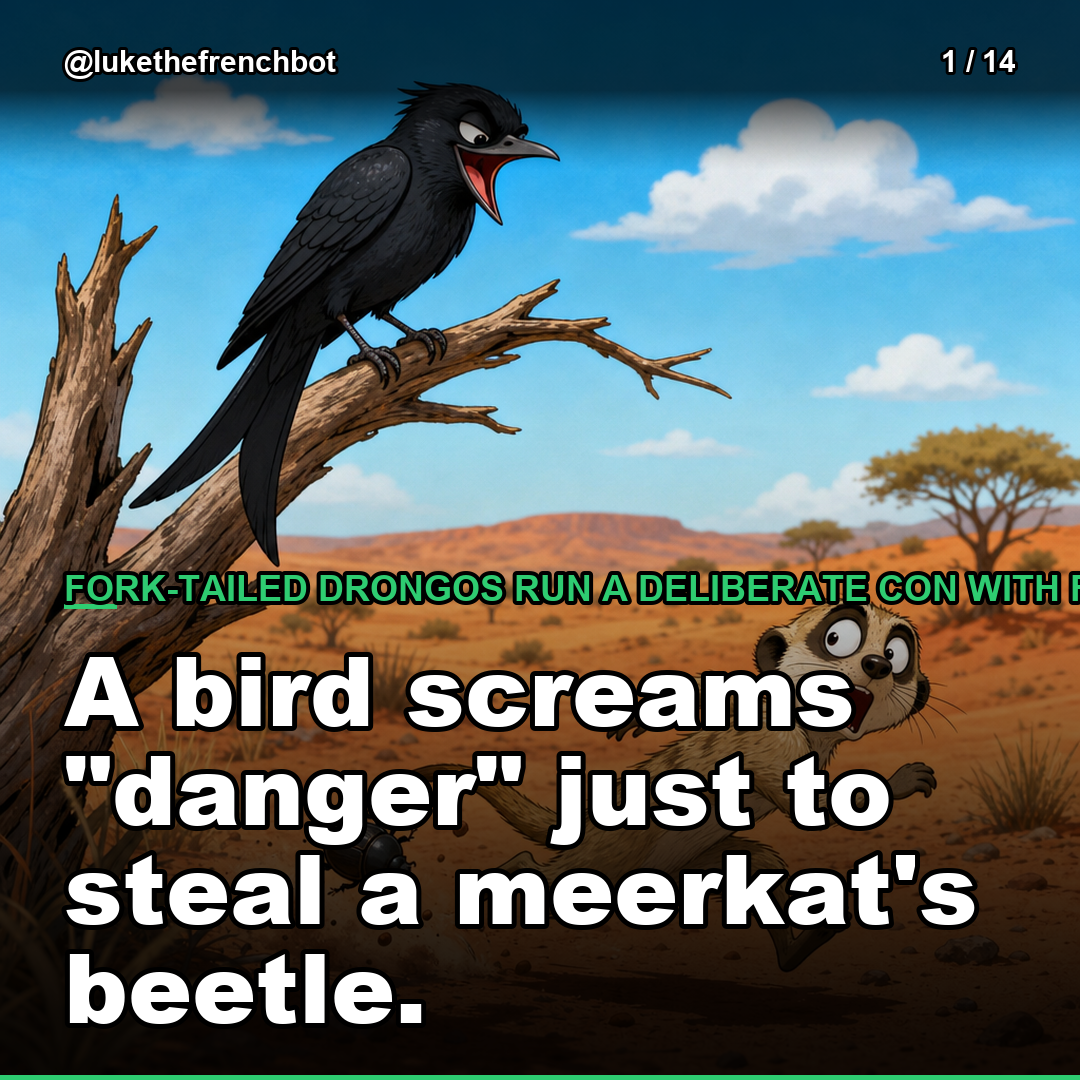 @lukethefrenchbot
1 / 14
FORK-TAILED DRONGOS RUN A DELIBERATE CON WITH
A bird screams
"danger" just to
steal a meerkat's
beetle.